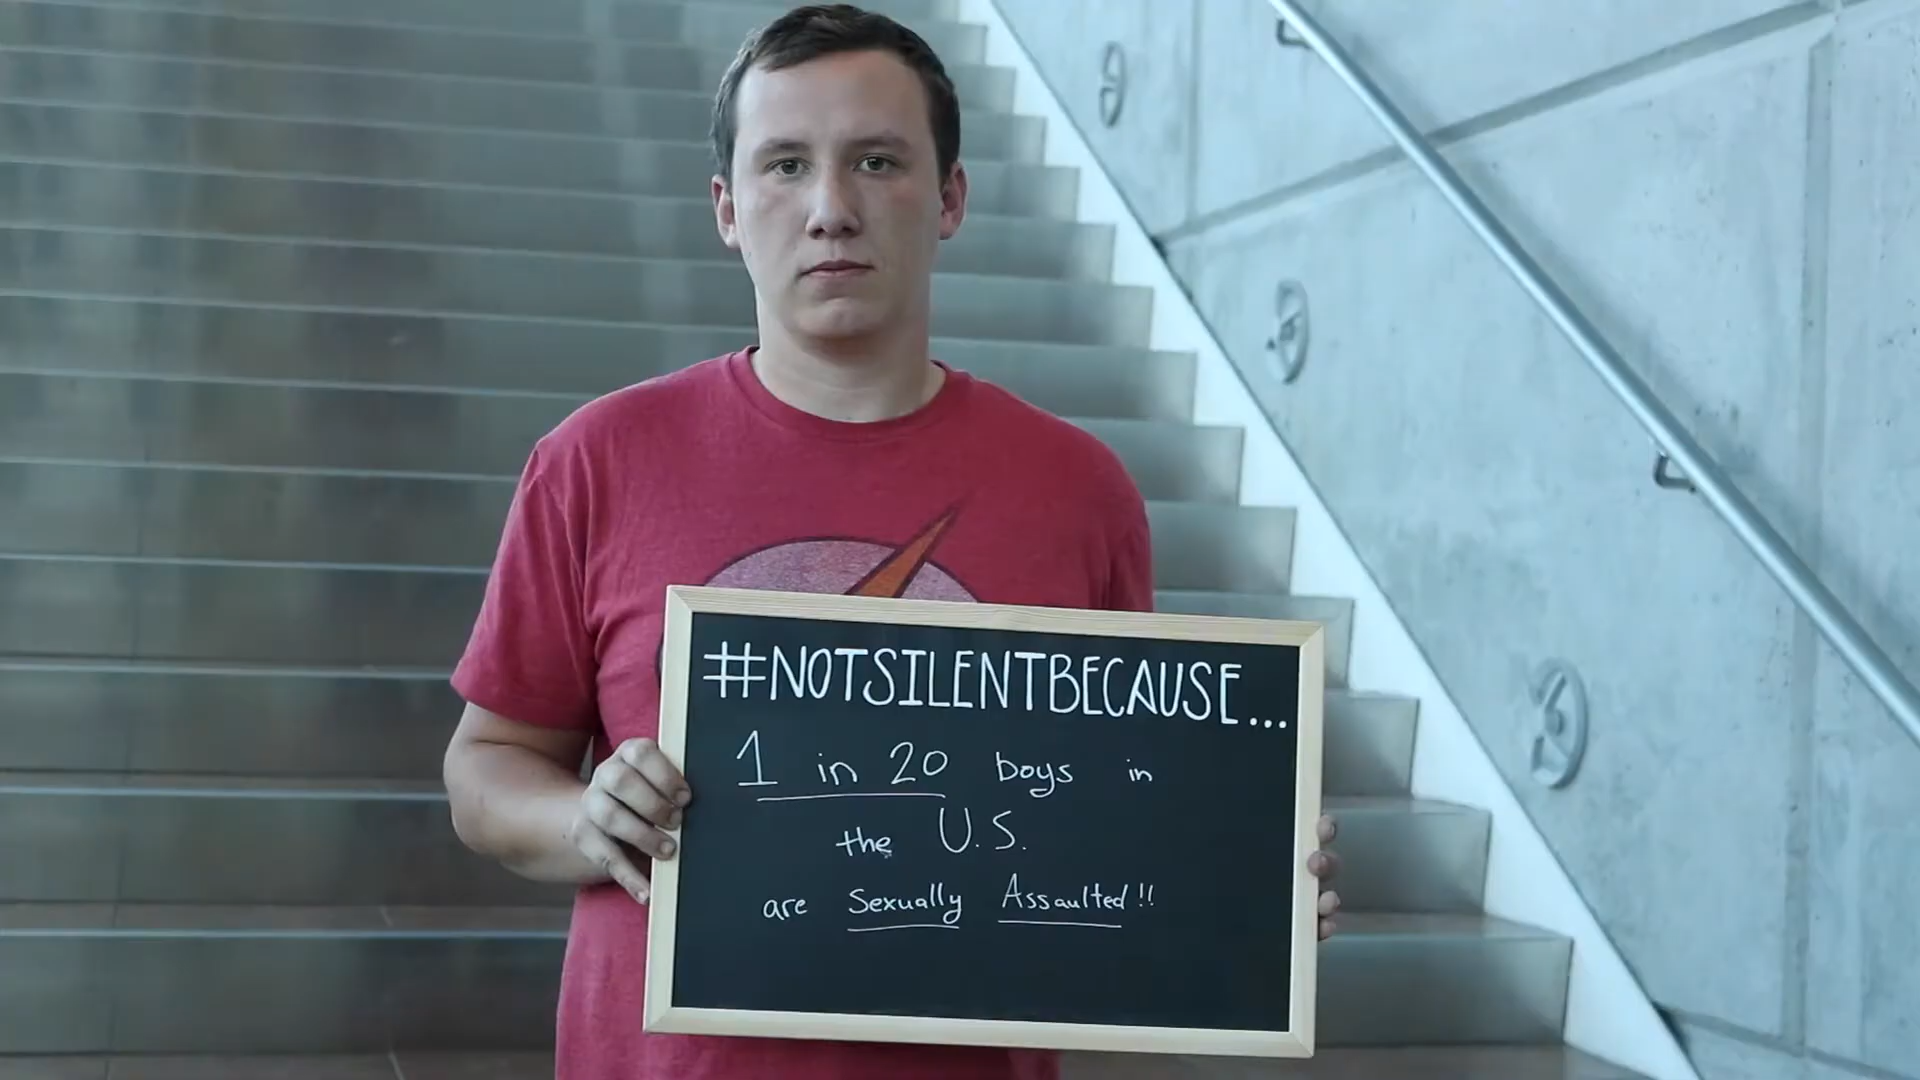 #NOTSILENTBECAUSE...
1 in 20 boys in
the U.S.
are Sexually Assaulted!!